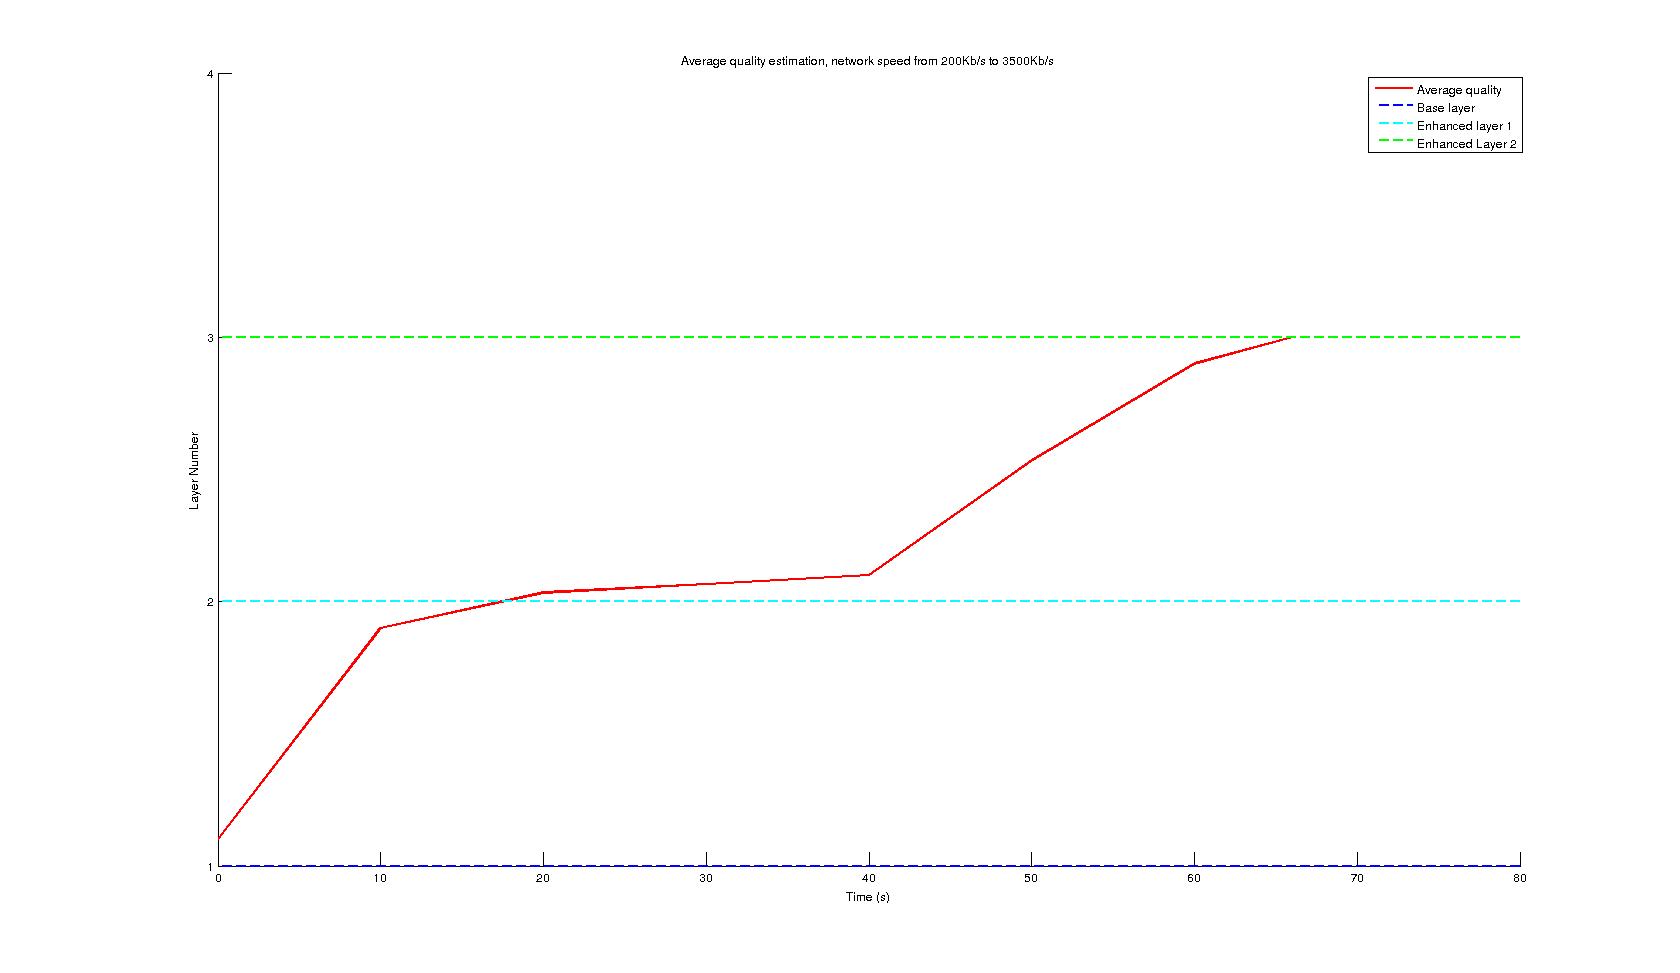 Average quality estimation, network speed from 200Kb/s to 3500Kb/s
4
Average quality
Base layer
Enhanced layer 1
Enhanced Layer 2
3
Layer Number
2
1
0 10 20 30 40 50 60 70 80
Time (s)